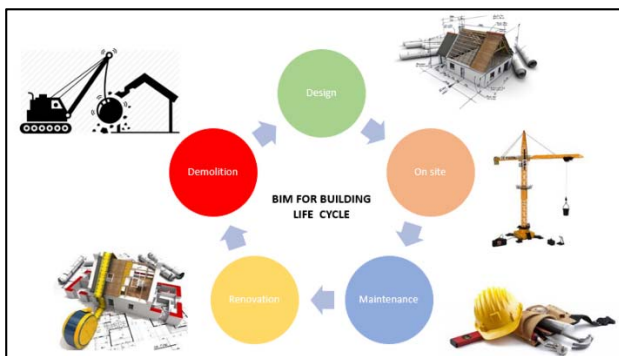 Design
Demolition
On site
BIM FOR BUILDING
LIFE CYCLE
Renovation
Maintenance